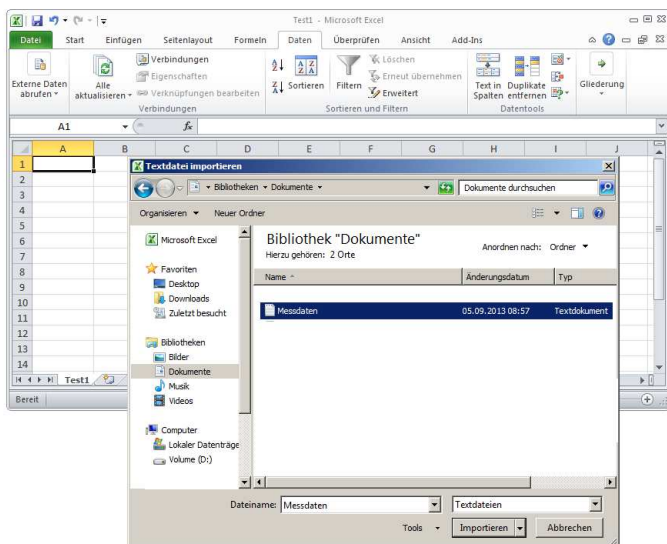 Test1 - Microsoft Excel
Datei Start Einfügen Seitenlayout Formeln Daten Überprüfen Ansicht Add-Ins
Externe Daten abrufen
Alle aktualisieren
Verbindungen
Eigenschaften
Verknüpfungen bearbeiten
Verbindungen
Sortieren
Filtern
Löschen
Erneut übernehmen
Erweitert
Sortieren und Filtern
Text in Spalten
Duplikate entfernen
Datentools
Gliederung
A1
fx
A B C D E F G H I J
1
2
3
4
5
6
7
8
9
10
11
12
13
14
Test1
Bereit
Textdatei importieren
Bibliotheken Dokumente
Dokumente durchsuchen
Organisieren Neuer Ordner
Microsoft Excel
Favoriten
Desktop
Downloads
Zuletzt besucht
Bibliotheken
Bilder
Dokumente
Musik
Videos
Computer
Lokaler Datenträge
Volume (D:)
Bibliothek "Dokumente"
Hierzu gehören: 2 Orte
Anordnen nach: Ordner
Name Änderungsdatum Typ
Messdaten 05.09.2013 08:57 Textdokument
Dateiname: Messdaten Textdateien
Tools Importieren Abbrechen